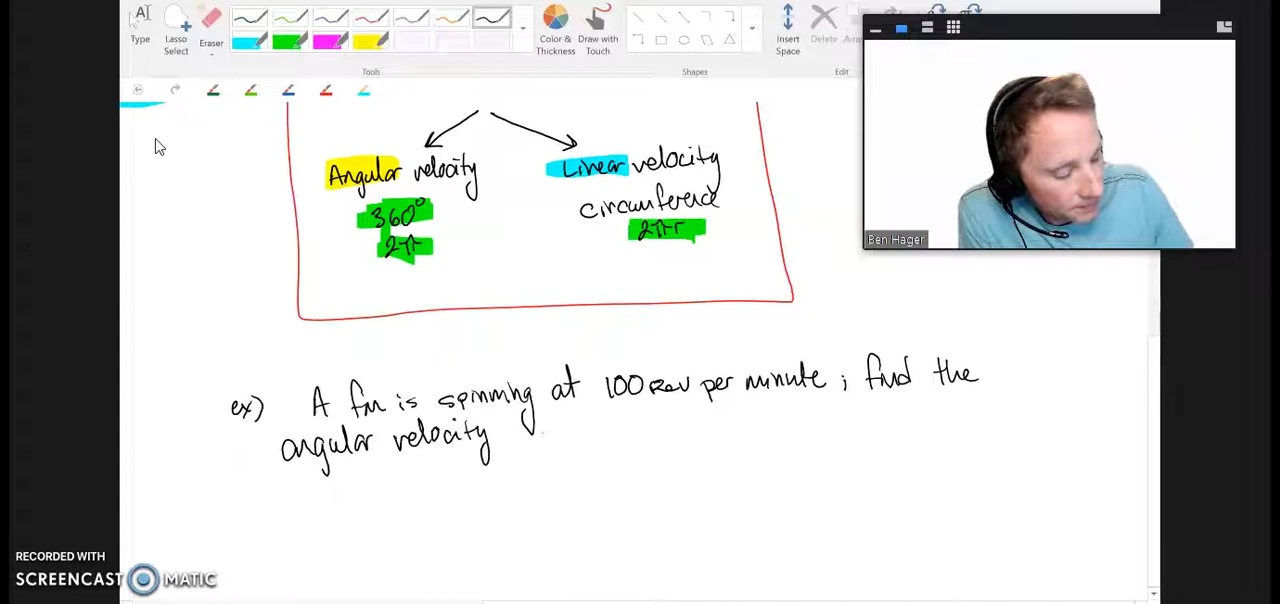 Type
Lasso
Select
Eraser
Color &
Thickness
Draw with
Touch
Insert
Space
Delete
Tools
Shapes
Edit
Angular velocity
360°
2π
Linear velocity
circumference
2πr
Ben Hager
ex) A fan is spinning at 100 Rev per minute ; find the
angular velocity
RECORDED WITH
SCREENCAST MATIC